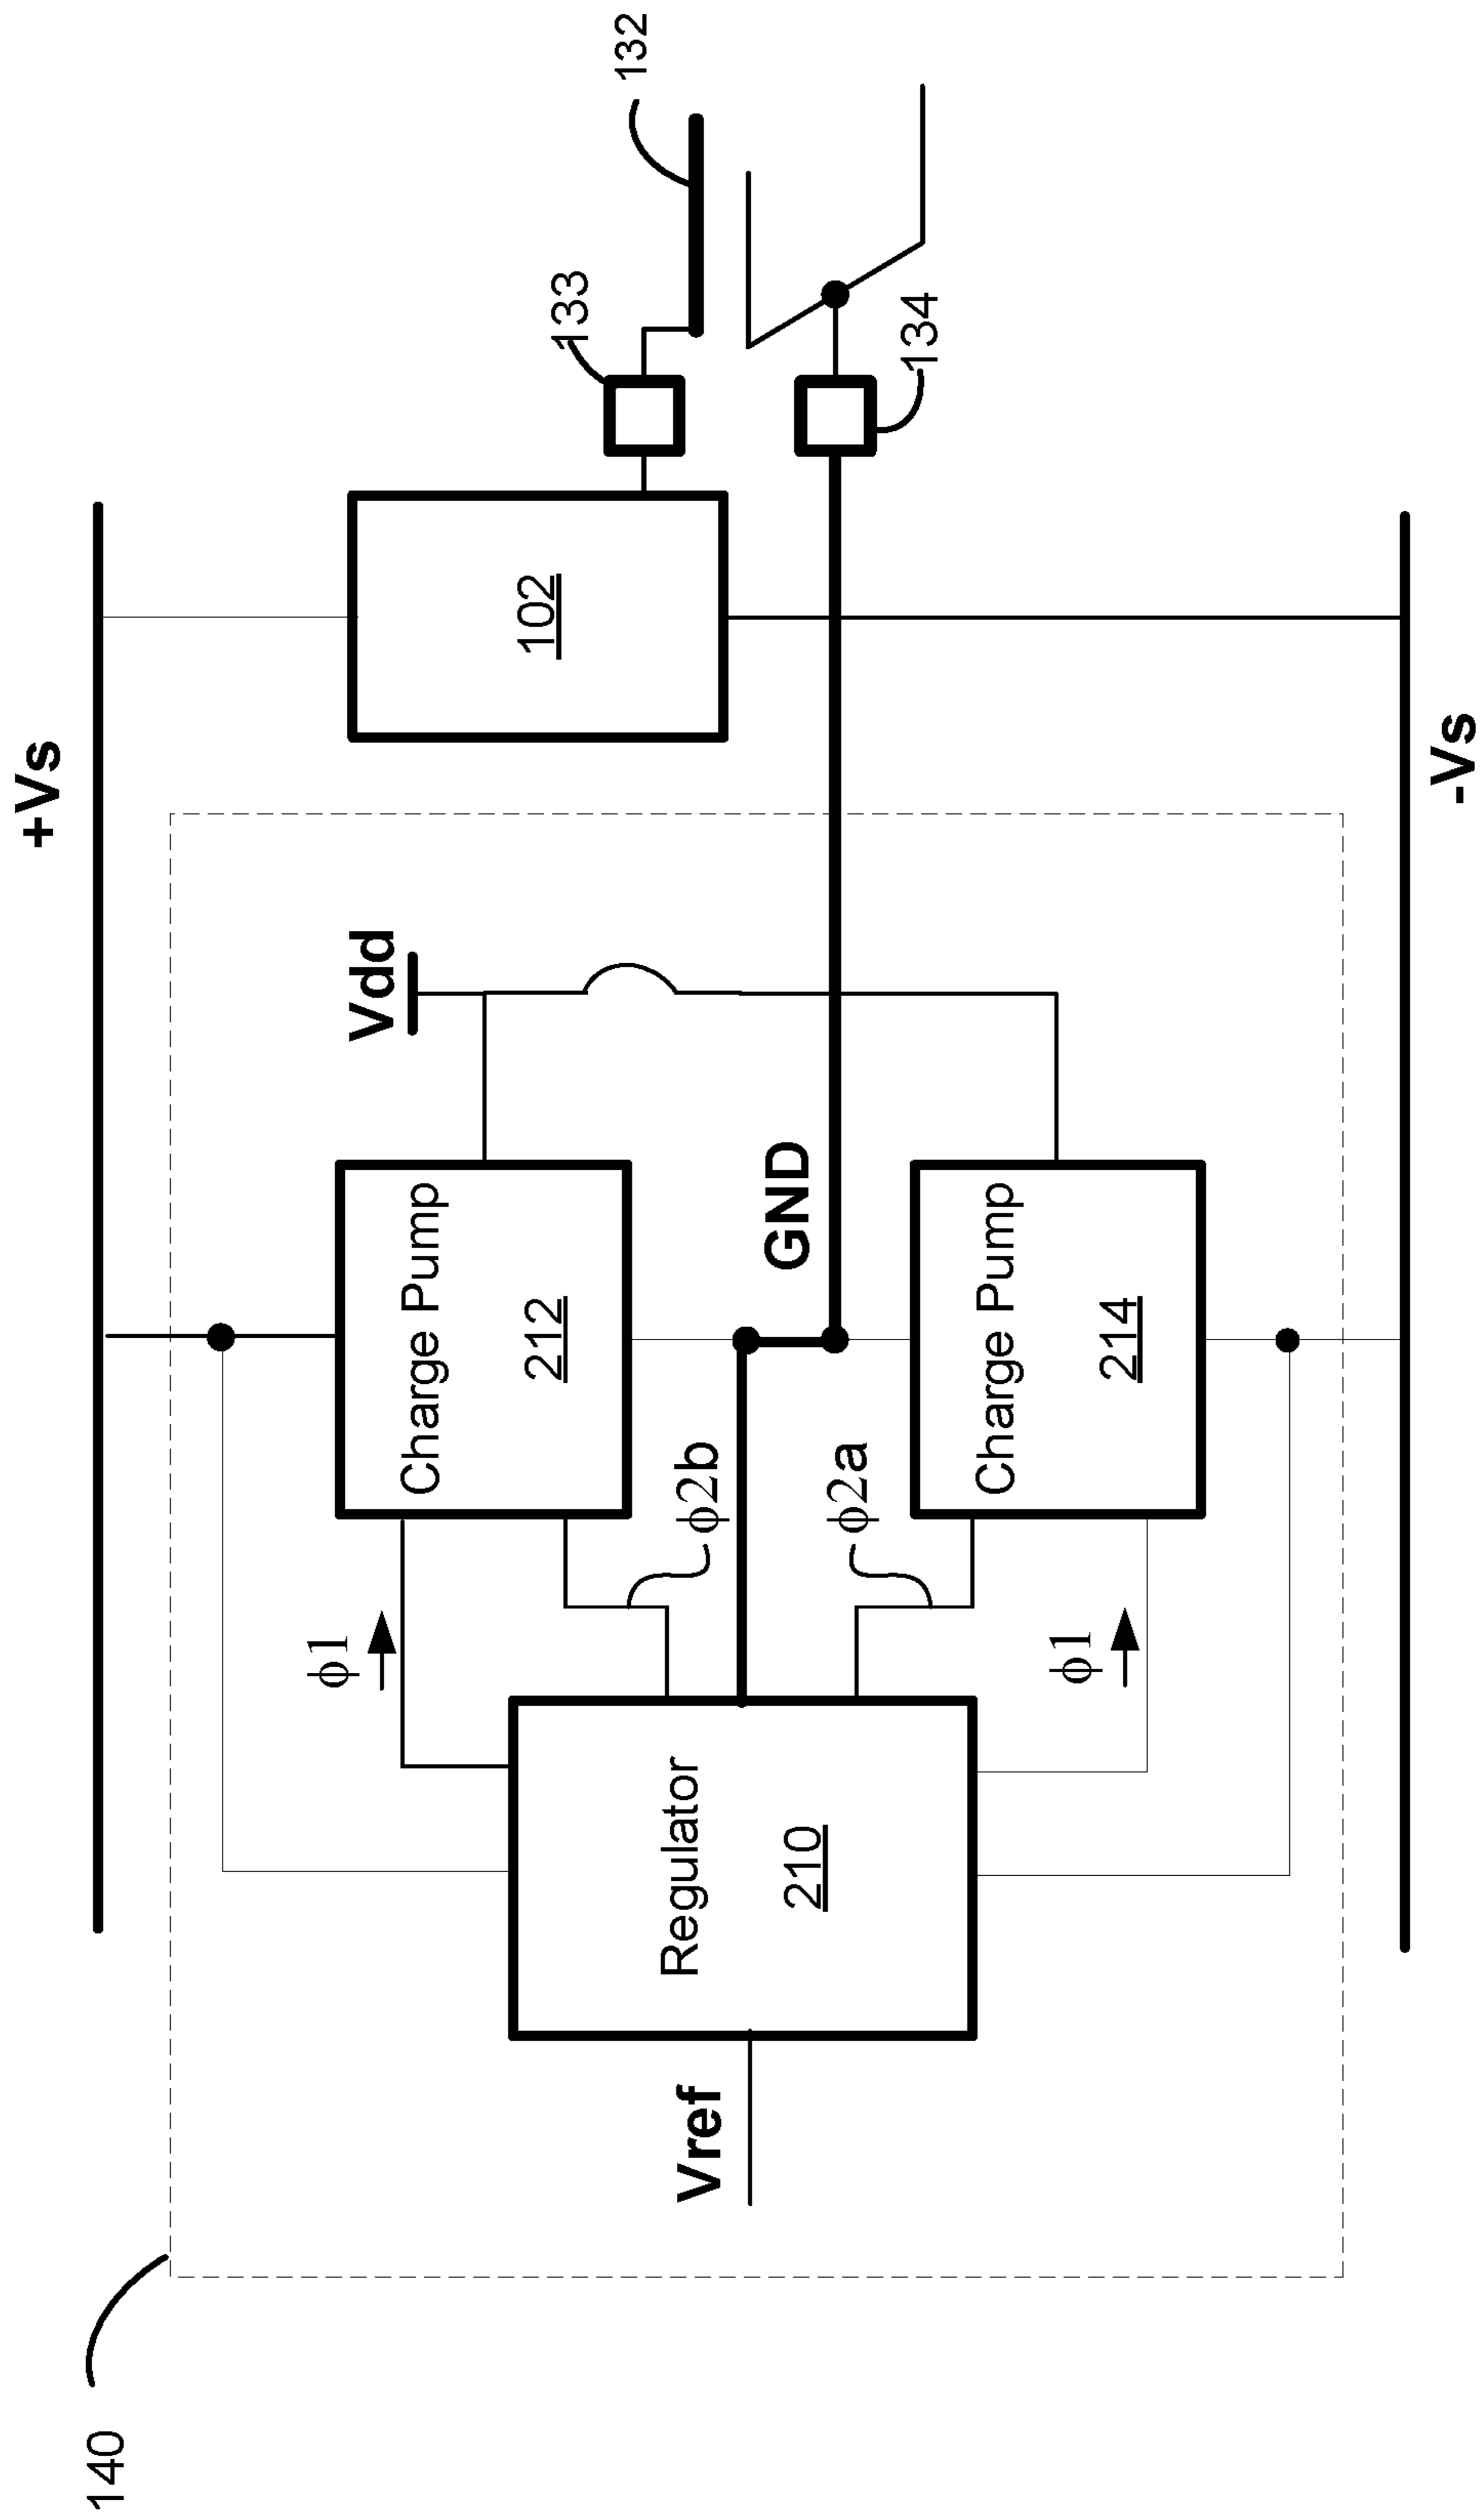 140
+Vs
Vref
Regulator
210
ϕ1
ϕ2b
ϕ2a
ϕ1
Charge Pump
212
GND
Charge Pump
214
Vdd
102
133
134
132
-Vs